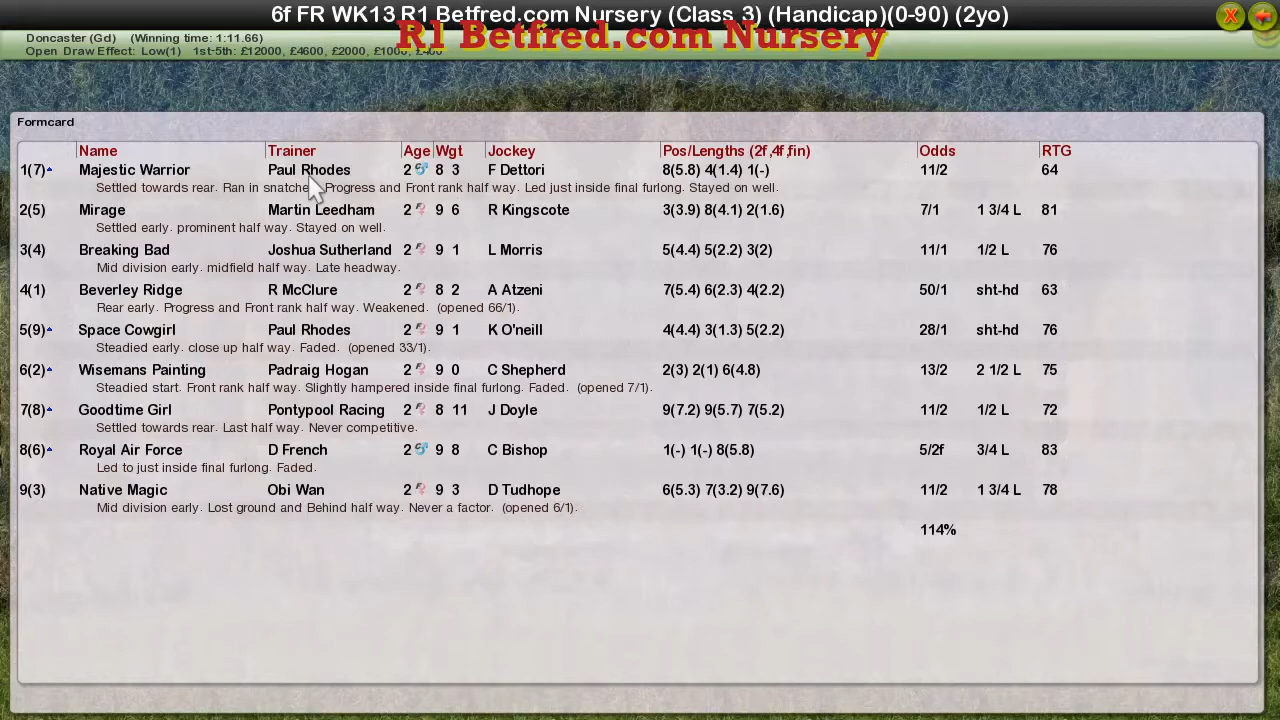 6f FR WK13 R1 Betfred.com Nursery (Class 3) (Handicap)(0-90) (2yo)
R1 Betfred.com Nursery
Doncaster (Gd) (Winning time: 1:11.66)
Open Draw Effect: Low(1) 1st-5th: £12000, £4600, £2000, £1000, £400
Formcard
Name Trainer Age Wgt Jockey Pos/Lengths (2f,4f,fin) Odds RTG
1(7) Majestic Warrior Paul Rhodes 2 8 3 F Dettori 8(5.8) 4(1.4) 1(-) 11/2 64
Settled towards rear. Ran in snatches. Progress and Front rank half way. Led just inside final furlong. Stayed on well.
2(5) Mirage Martin Leedham 2 9 6 R Kingscote 3(3.9) 8(4.1) 2(1.6) 7/1 1 3/4 L 81
Settled early. prominent half way. Stayed on well.
3(4) Breaking Bad Joshua Sutherland 2 9 1 L Morris 5(4.4) 5(2.2) 3(2) 11/1 1/2 L 76
Mid division early. midfield half way. Late headway.
4(1) Beverley Ridge R McClure 2 8 2 A Atzeni 7(5.4) 6(2.3) 4(2.2) 50/1 sht-hd 63
Rear early. Progress and Front rank half way. Weakened. (opened 66/1).
5(9) Space Cowgirl Paul Rhodes 2 9 1 K O'neill 4(4.4) 3(1.3) 5(2.2) 28/1 sht-hd 76
Steadied early. close up half way. Faded. (opened 33/1).
6(2) Wisemans Painting Padraig Hogan 2 9 0 C Shepherd 2(3) 2(1) 6(4.8) 13/2 2 1/2 L 75
Steadied start. Front rank half way. Slightly hampered inside final furlong. Faded. (opened 7/1).
7(8) Goodtime Girl Pontypool Racing 2 8 11 J Doyle 9(7.2) 9(5.7) 7(5.2) 11/2 1/2 L 72
Settled towards rear. Last half way. Never competitive.
8(6) Royal Air Force D French 2 9 8 C Bishop 1(-) 1(-) 8(5.8) 5/2f 3/4 L 83
Led to just inside final furlong. Faded.
9(3) Native Magic Obi Wan 2 9 3 D Tudhope 6(5.3) 7(3.2) 9(7.6) 11/2 1 3/4 L 78
Mid division early. Lost ground and Behind half way. Never a factor. (opened 6/1).
114%